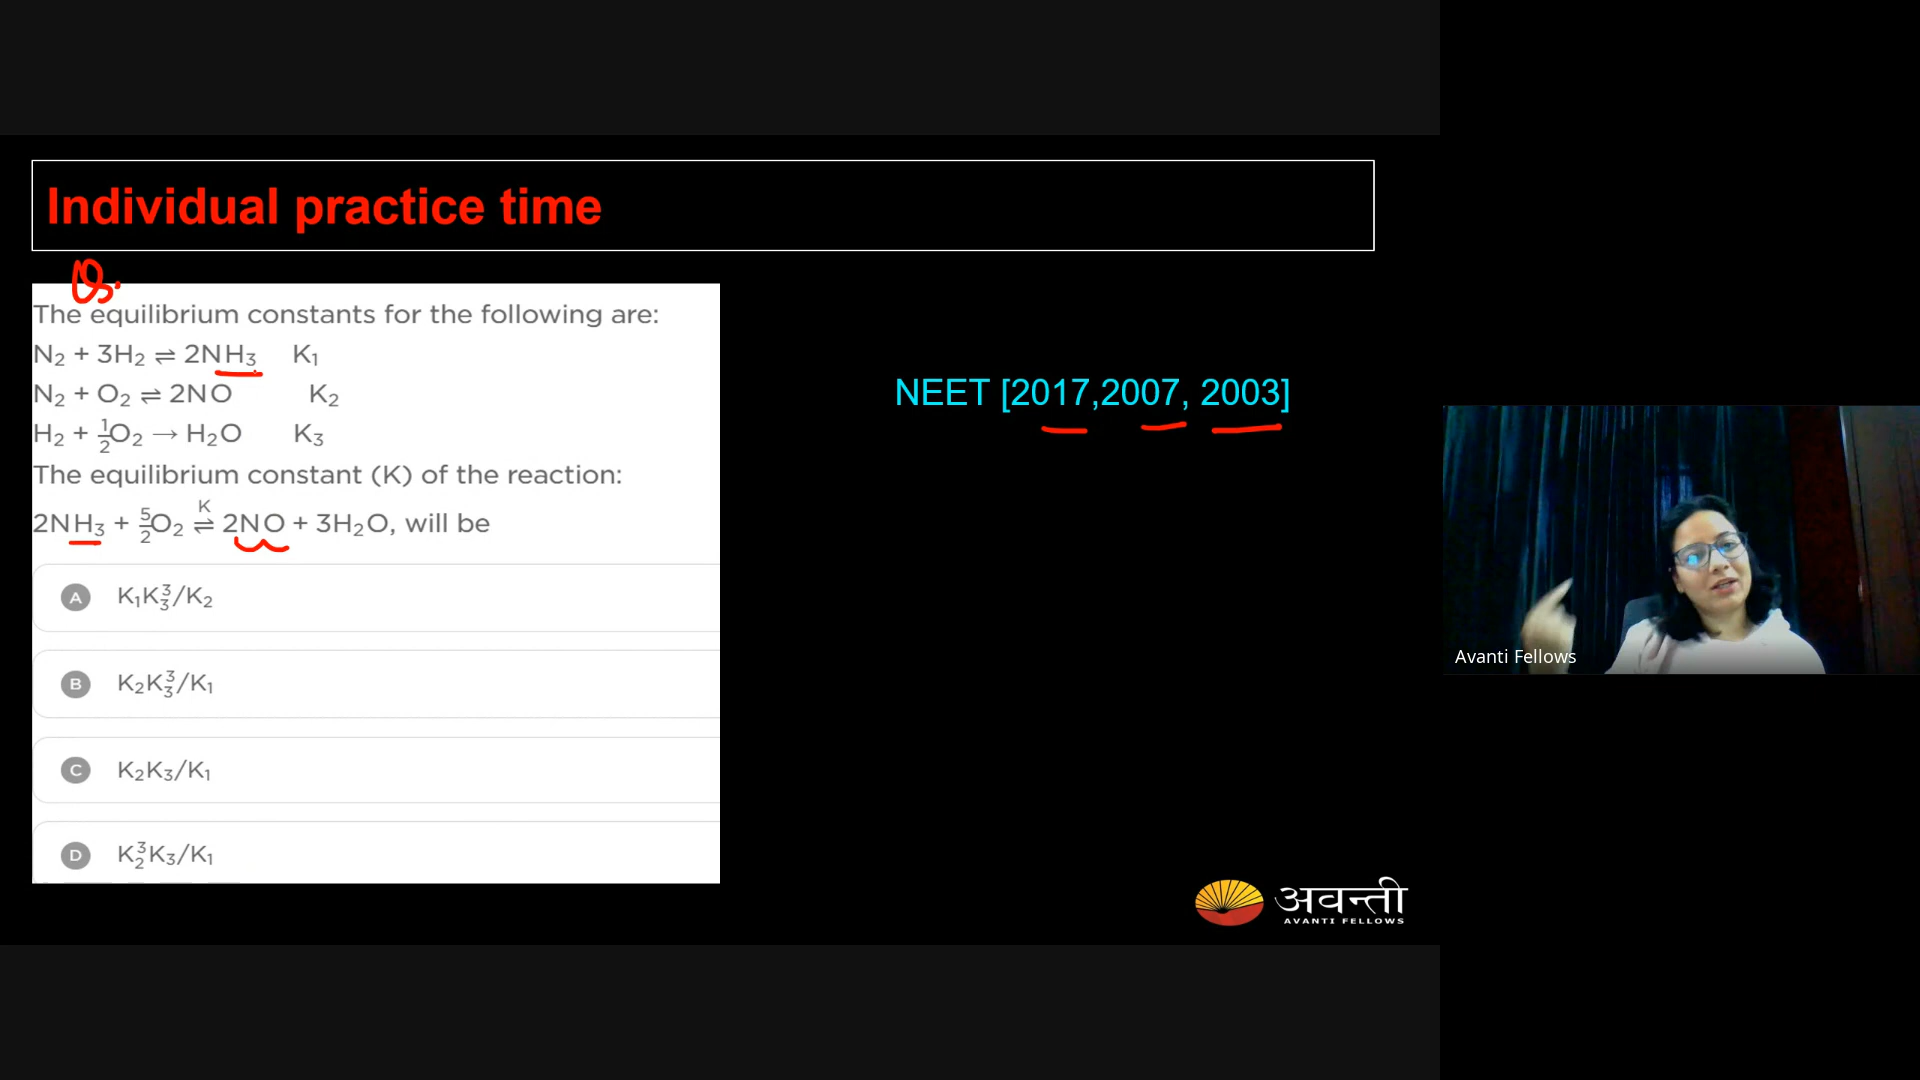 Individual practice time
Q.
The equilibrium constants for the following are:
N₂ + 3H₂ ⇌ 2NH₃ K₁
N₂ + O₂ ⇌ 2NO K₂
H₂ + ½O₂ → H₂O K₃
The equilibrium constant (K) of the reaction:
2NH₃ + 5/2 O₂ ⇌ᴷ 2NO + 3H₂O, will be
A K₁K₃³/K₂
B K₂K₃³/K₁
C K₂K₃/K₁
D K₂³K₃/K₁
NEET [2017,2007, 2003]
Avanti Fellows
अवन्ती
AVANTI FELLOWS